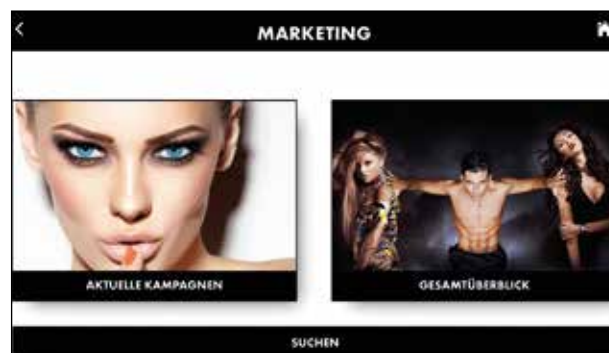 MARKETING
AKTUELLE KAMPAGNEN
GESAMTÜBERBLICK
SUCHEN